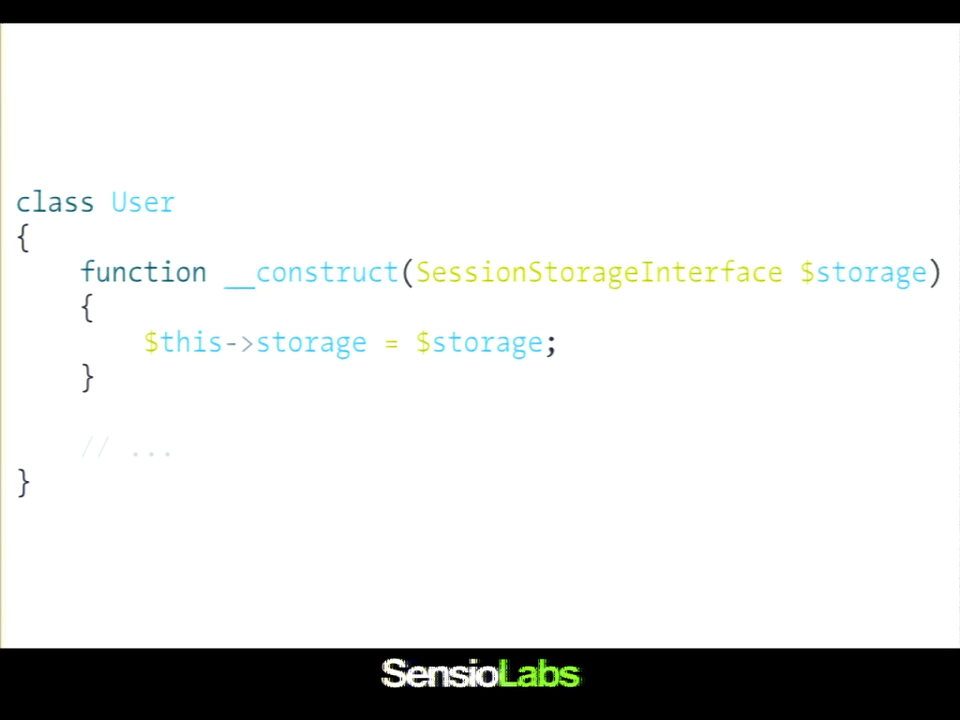 class User
{
    function __construct(SessionStorageInterface $storage)
    {
        $this->storage = $storage;
    }
    // ...
}
SensioLabs